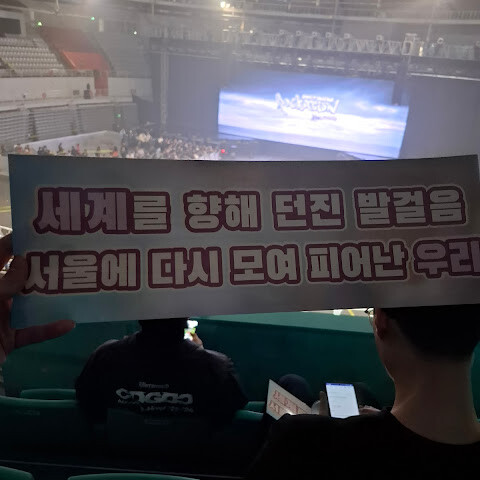 세계를 향해 던진 발걸음
서울에 다시 모여 피어난 우리